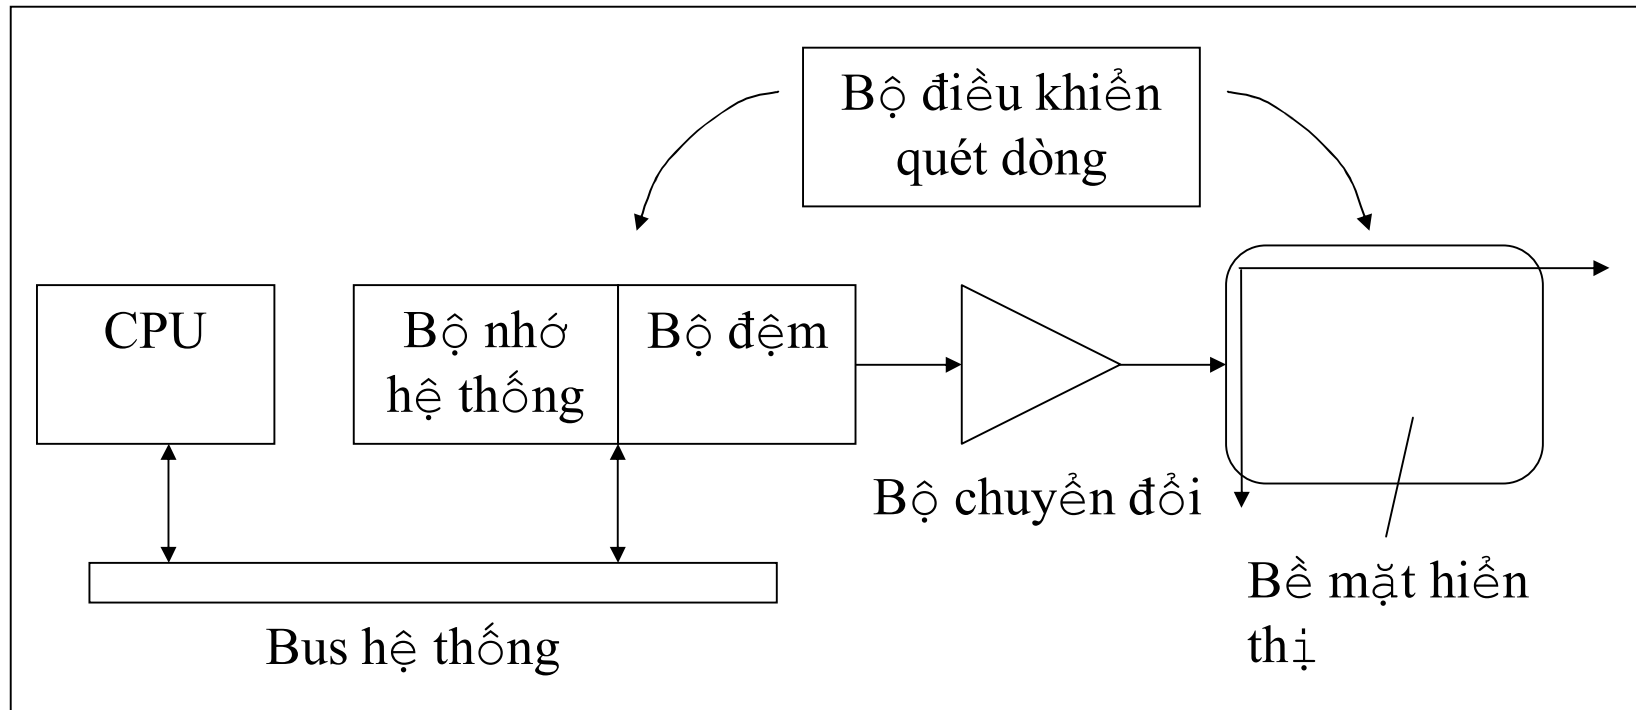 Bộ điều khiển
quét dòng
CPU
Bộ nhớ
hệ thống
Bộ đệm
Bộ chuyển đổi
Bề mặt hiển
thị
Bus hệ thống